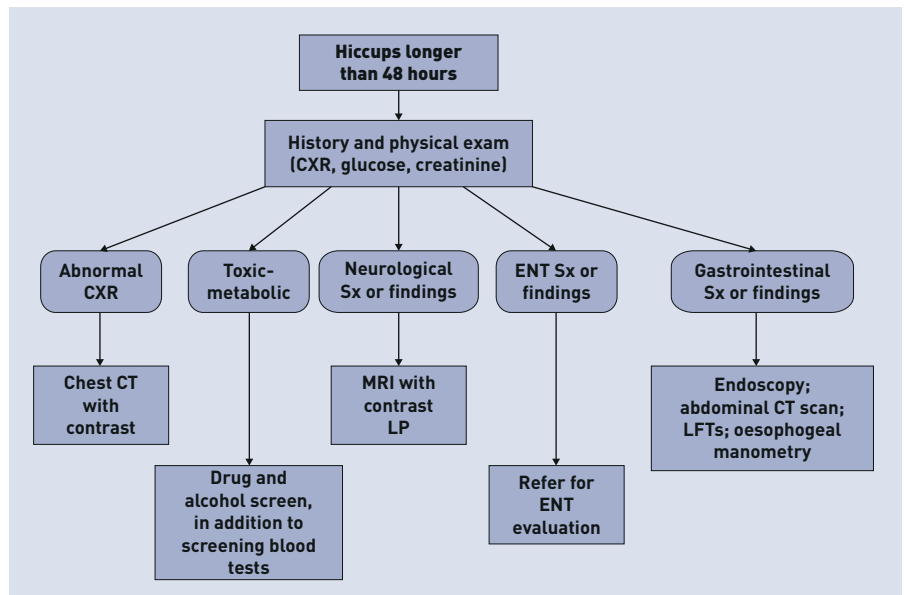 Hiccups longer
than 48 hours
History and physical exam
(CXR, glucose, creatinine)
Abnormal
CXR
Toxic-
metabolic
Neurological
Sx or findings
ENT Sx or
findings
Gastrointestinal
Sx or findings
Chest CT
with
contrast
MRI with
contrast
LP
Endoscopy;
abdominal CT scan;
LFTs; oesophogeal
manometry
Drug and
alcohol screen,
in addition to
screening blood
tests
Refer for
ENT
evaluation